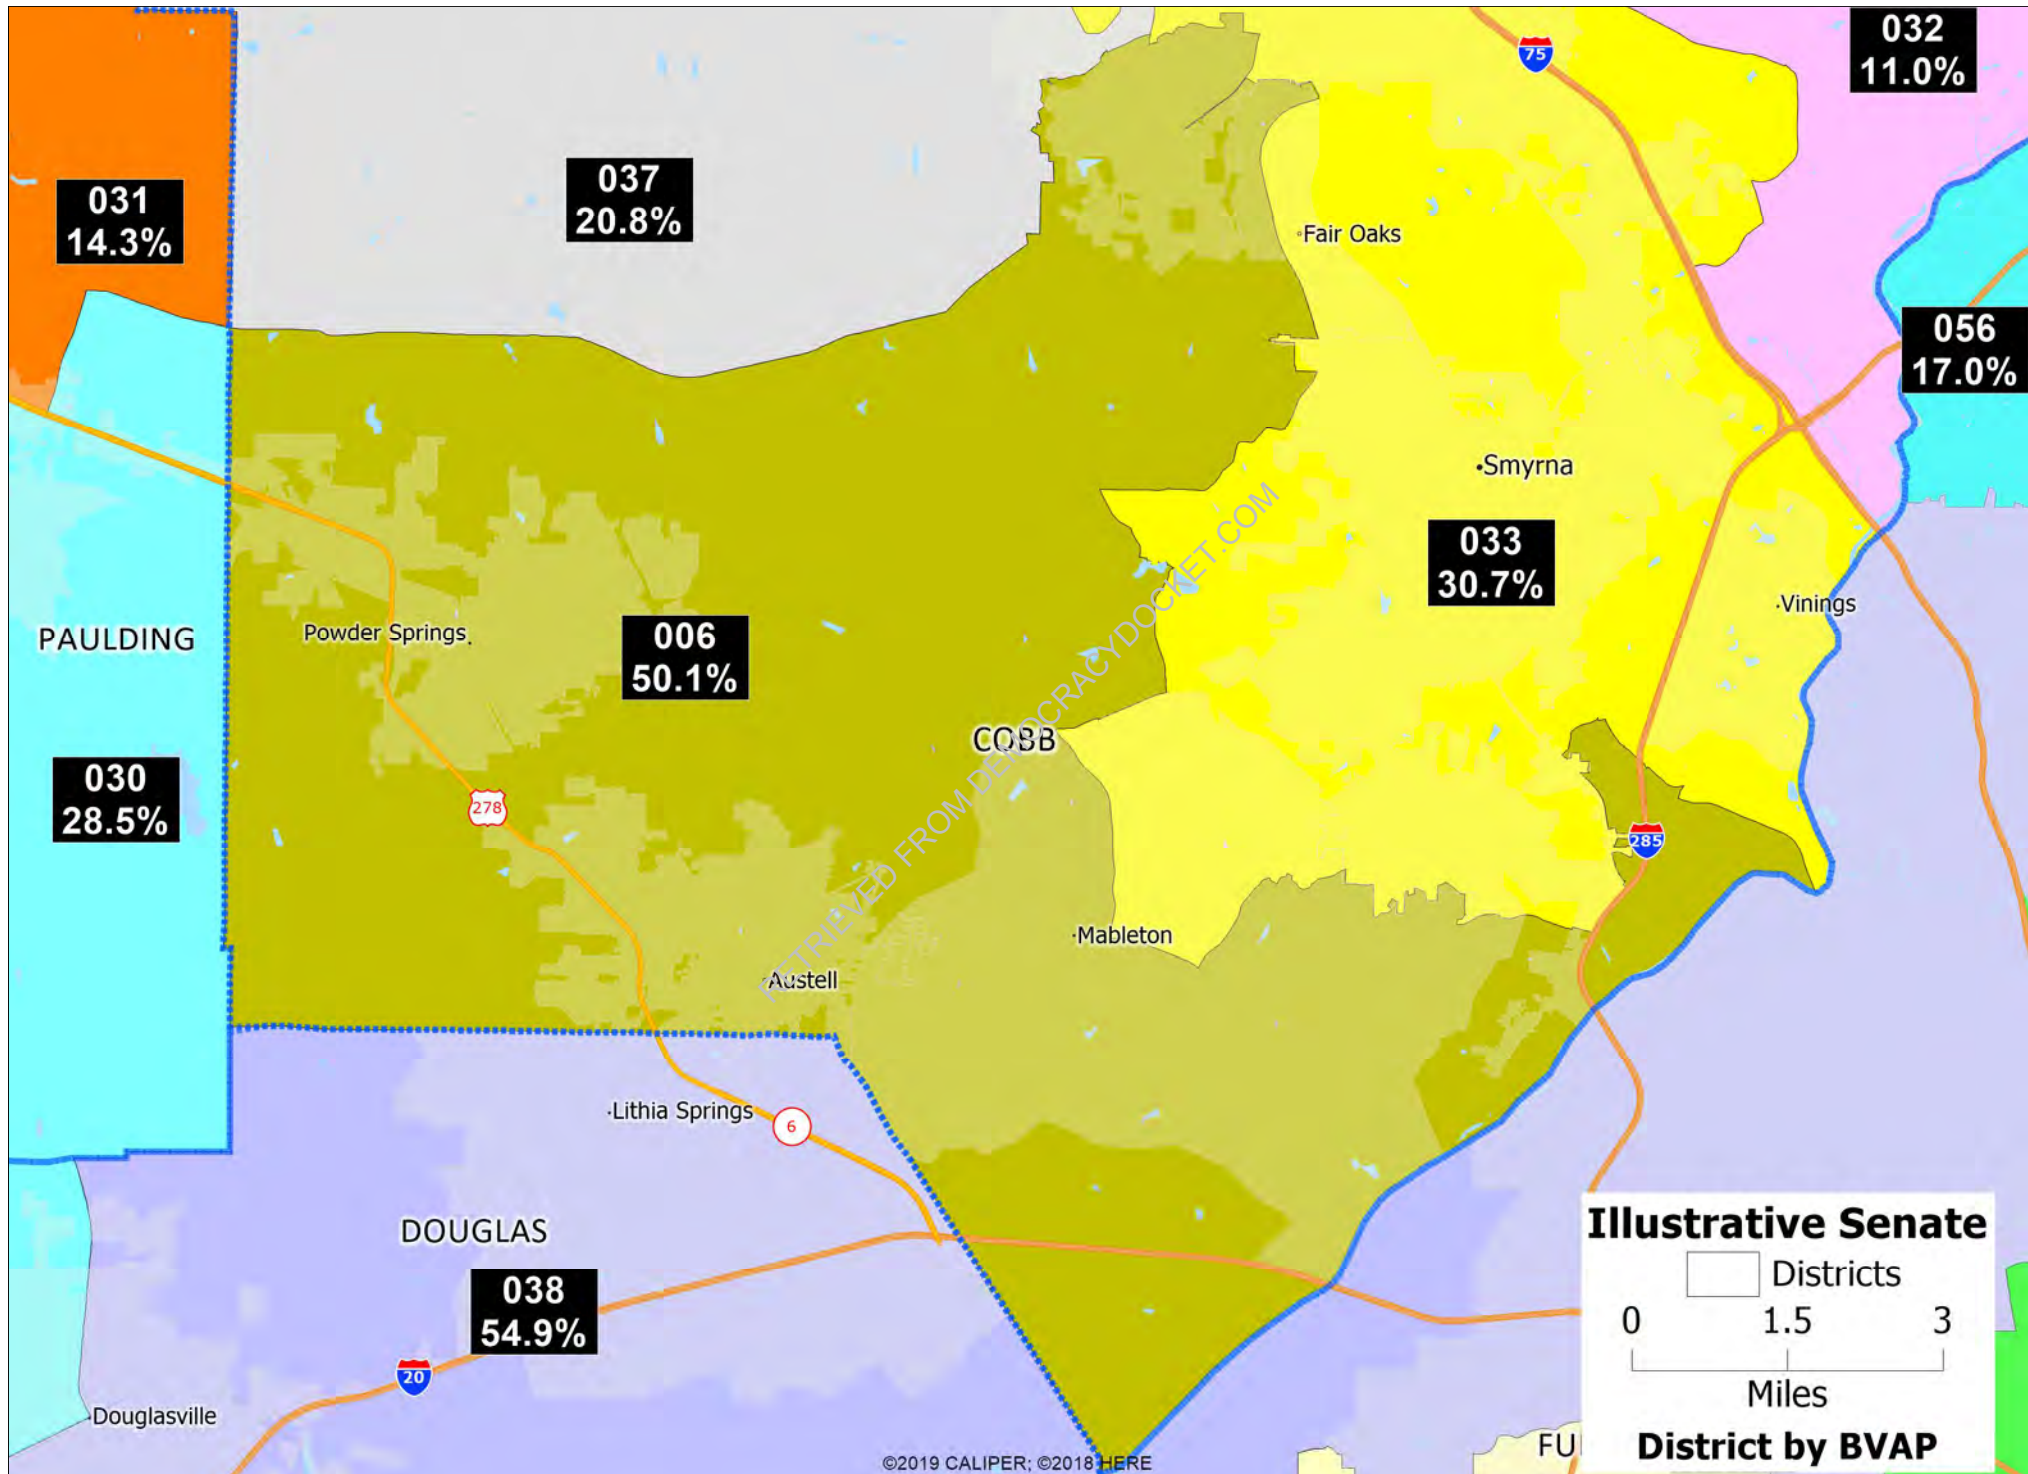 032
11.0%
75
037
20.8%
031
14.3%
Fair Oaks
056
17.0%
Smyrna
033
30.7%
Vinings
PAULDING
Powder Springs
006
50.1%
COBB
030
28.5%
278
285
RETRIEVED FROM DEMOCRACYDOCKET.COM
Mableton
Austell
Lithia Springs
6
DOUGLAS
038
54.9%
20
Douglasville
Illustrative Senate
Districts
0 1.5 3
Miles
District by BVAP
FU
©2019 CALIPER; ©2018 HERE